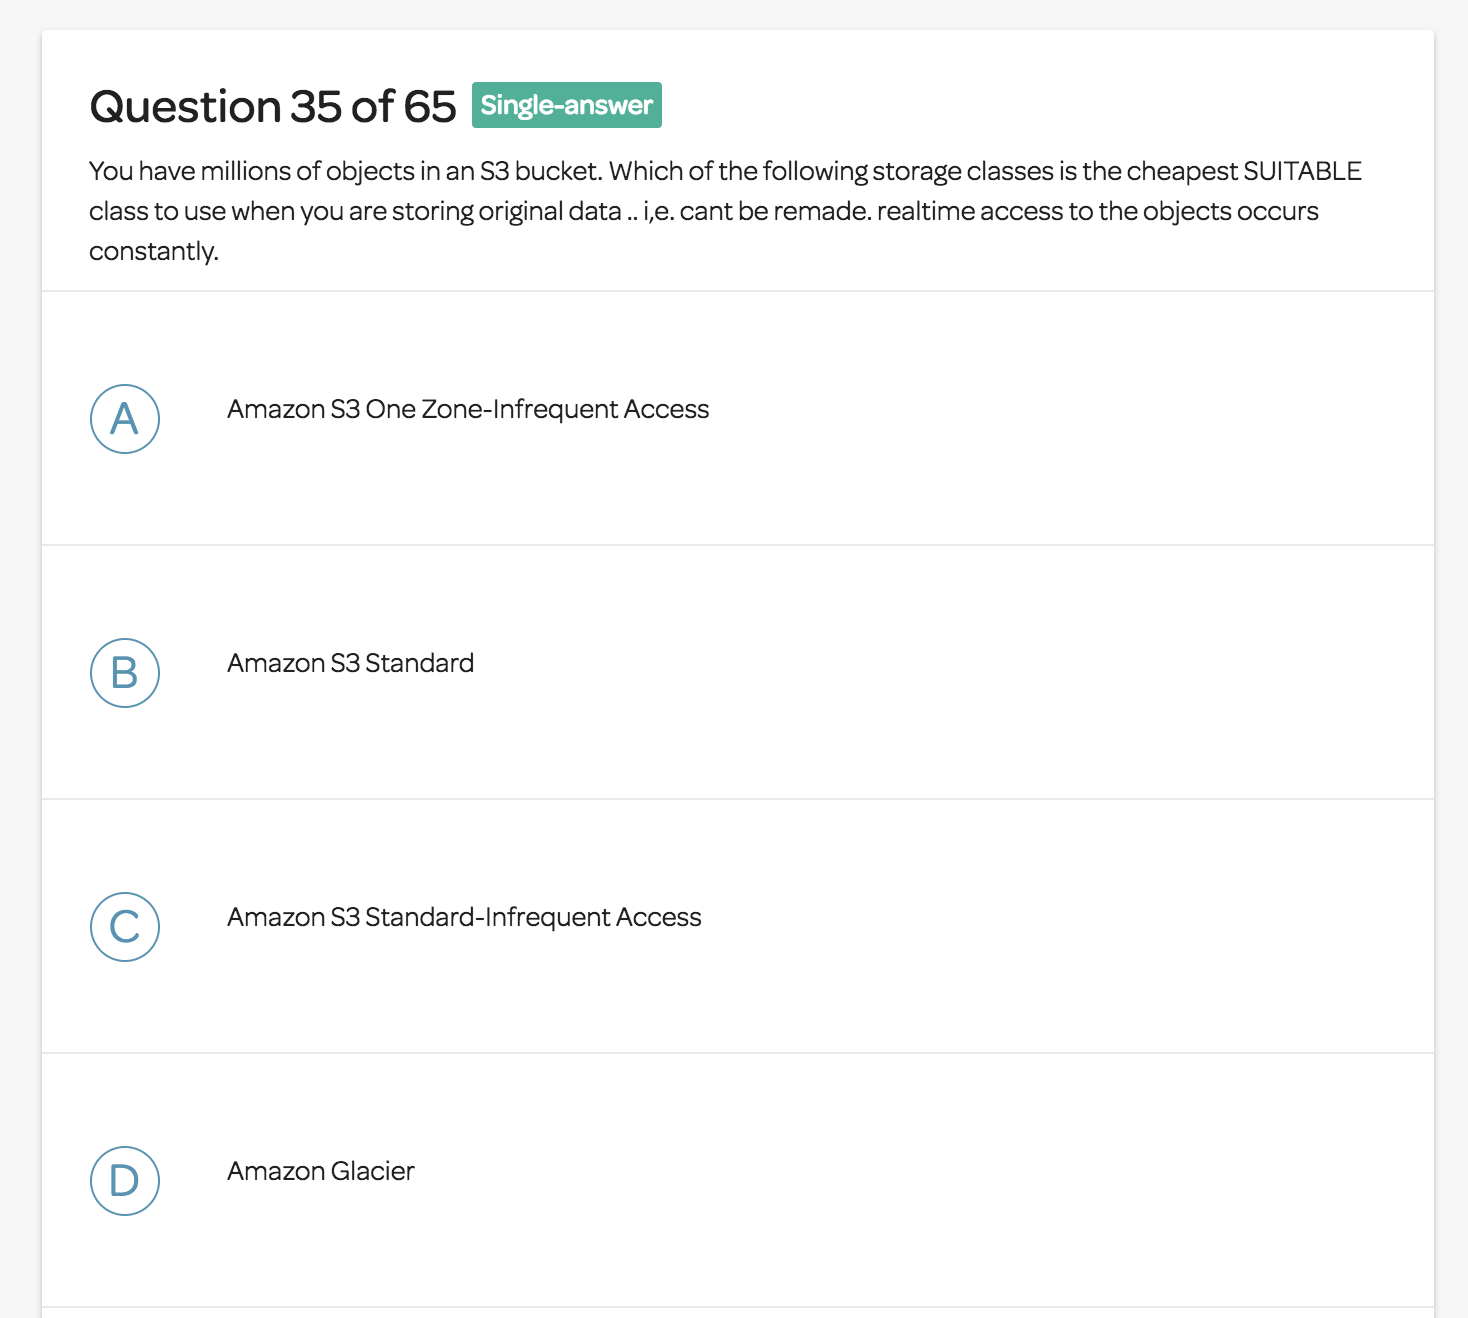 Question 35 of 65 Single-answer
You have millions of objects in an S3 bucket. Which of the following storage classes is the cheapest SUITABLE
class to use when you are storing original data .. i,e. cant be remade. realtime access to the objects occurs
constantly.
A Amazon S3 One Zone-Infrequent Access
B Amazon S3 Standard
C Amazon S3 Standard-Infrequent Access
D Amazon Glacier